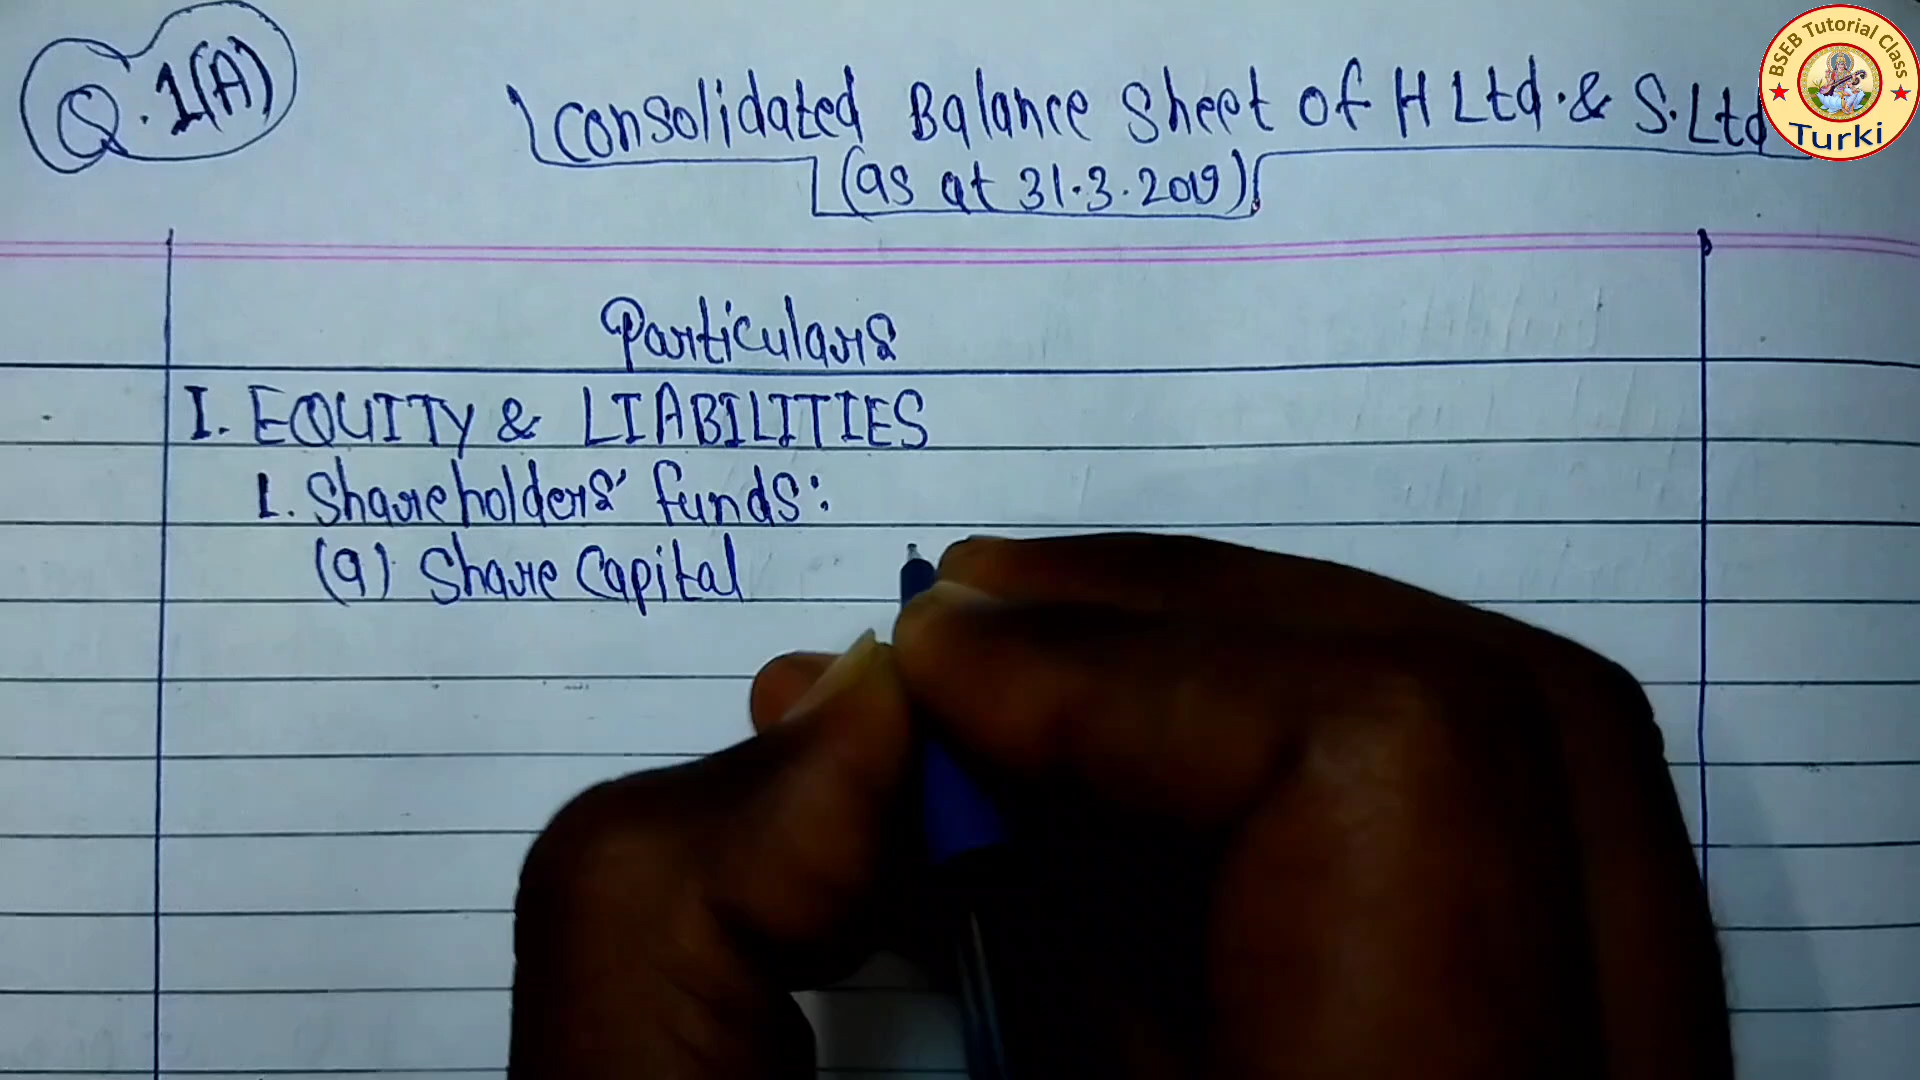 Q.1(A)
Consolidated Balance Sheet of H Ltd. & S. Ltd
(as at 31.3.2019)
BSEB Tutorial Class
Turki
Particulars
I. EQUITY & LIABILITIES
1. Shareholders' funds:
(a) Share Capital